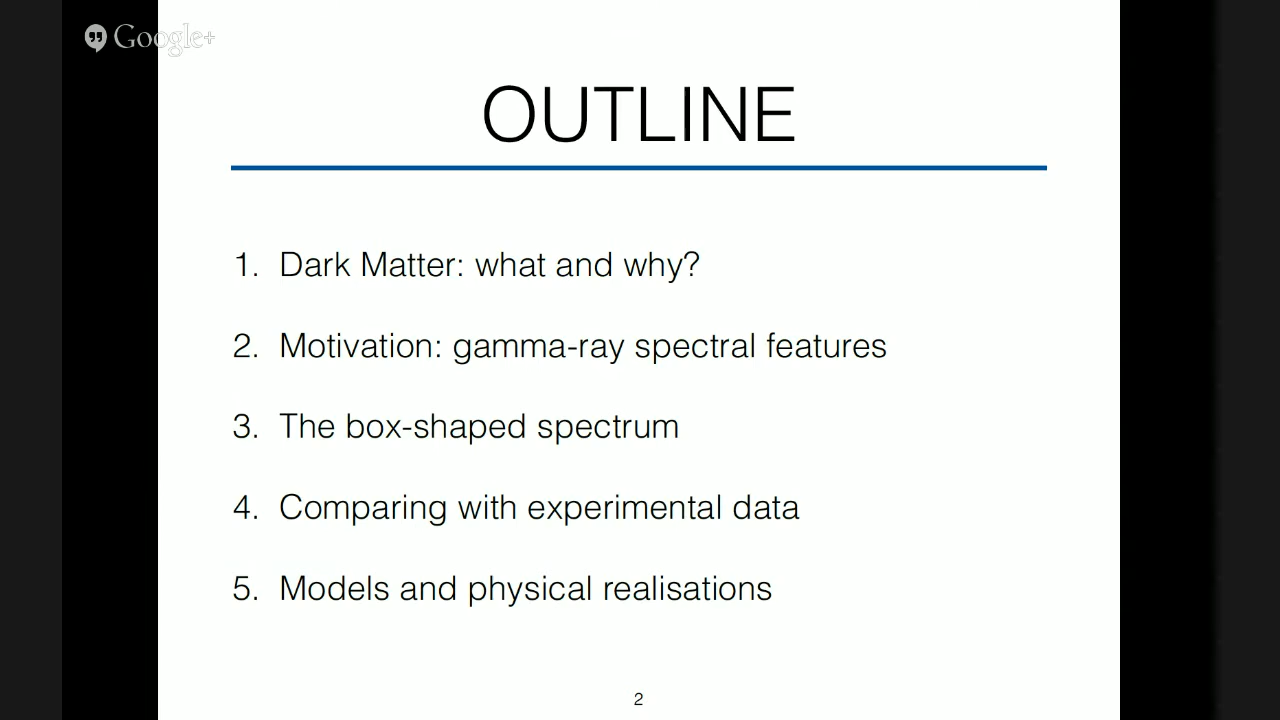 Google+
OUTLINE
1. Dark Matter: what and why?
2. Motivation: gamma-ray spectral features
3. The box-shaped spectrum
4. Comparing with experimental data
5. Models and physical realisations
2